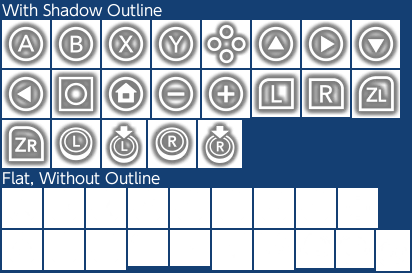 With Shadow Outline
A B X Y
L R ZL
ZR L L R R
Flat, Without Outline